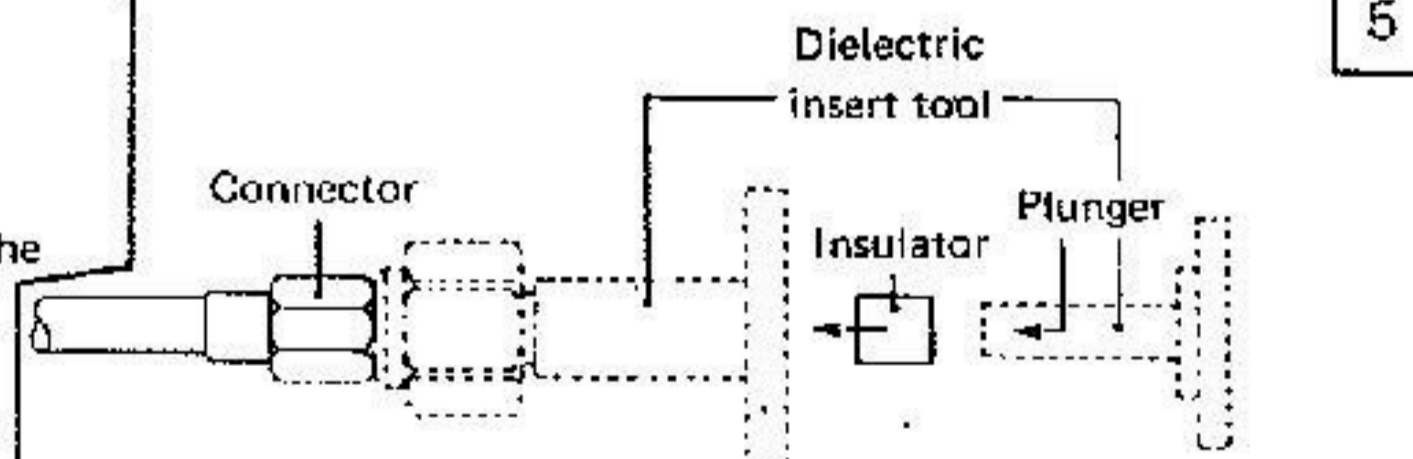 5
Dielectric
insert tool
Connector
Plunger
Insulator
he